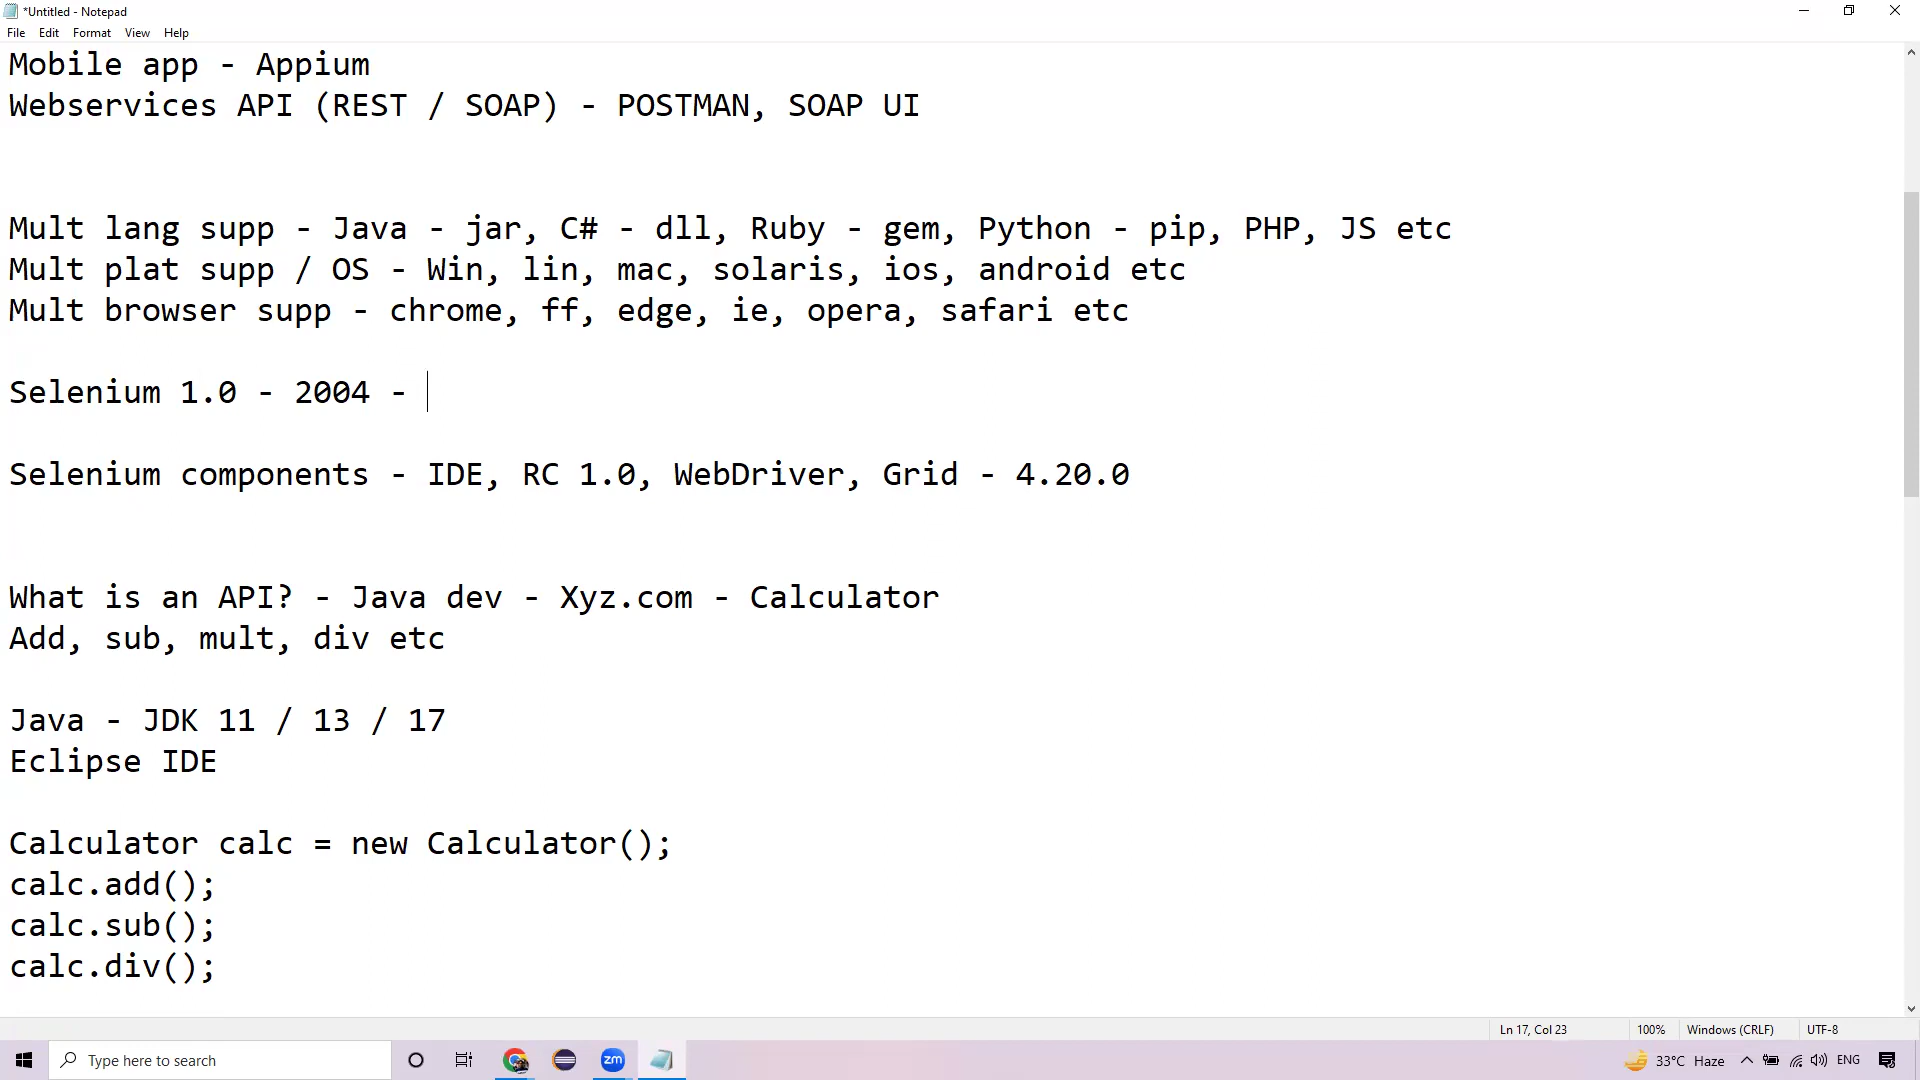 *Untitled - Notepad
File Edit Format View Help
Mobile app - Appium
Webservices API (REST / SOAP) - POSTMAN, SOAP UI
Mult lang supp - Java - jar, C# - dll, Ruby - gem, Python - pip, PHP, JS etc
Mult plat supp / OS - Win, lin, mac, solaris, ios, android etc
Mult browser supp - chrome, ff, edge, ie, opera, safari etc
Selenium 1.0 - 2004 -
Selenium components - IDE, RC 1.0, WebDriver, Grid - 4.20.0
What is an API? - Java dev - Xyz.com - Calculator
Add, sub, mult, div etc
Java - JDK 11 / 13 / 17
Eclipse IDE
Calculator calc = new Calculator();
calc.add();
calc.sub();
calc.div();
Ln 17, Col 23 100% Windows (CRLF) UTF-8
Type here to search zm 33°C Haze ENG